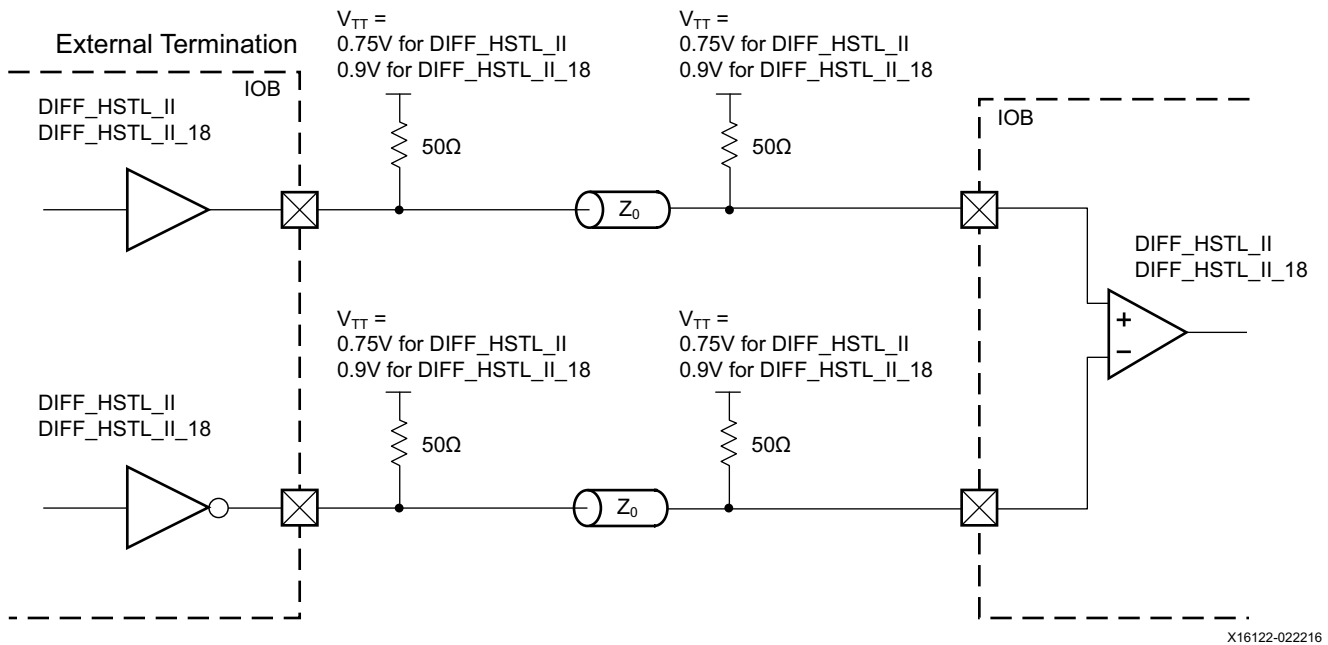 External Termination
IOB
DIFF_HSTL_II
DIFF_HSTL_II_18
V_TT =
0.75V for DIFF_HSTL_II
0.9V for DIFF_HSTL_II_18
50Ω
Z_0
V_TT =
0.75V for DIFF_HSTL_II
0.9V for DIFF_HSTL_II_18
50Ω
IOB
DIFF_HSTL_II
DIFF_HSTL_II_18
+
−
DIFF_HSTL_II
DIFF_HSTL_II_18
V_TT =
0.75V for DIFF_HSTL_II
0.9V for DIFF_HSTL_II_18
50Ω
Z_0
V_TT =
0.75V for DIFF_HSTL_II
0.9V for DIFF_HSTL_II_18
50Ω
X16122-022216